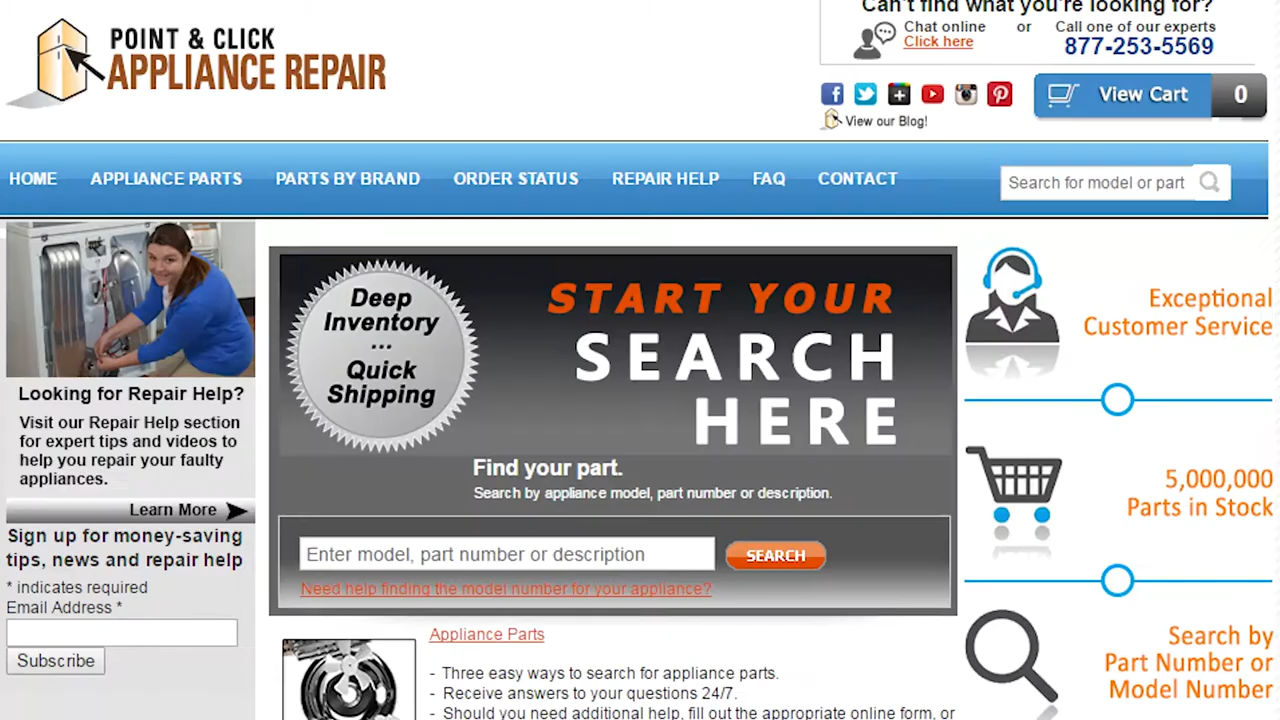 POINT & CLICK
APPLIANCE REPAIR
Can't find what you're looking for?
Chat online or Call one of our experts
Click here 877-253-5569
View Cart 0
View our Blog!
HOME APPLIANCE PARTS PARTS BY BRAND ORDER STATUS REPAIR HELP FAQ CONTACT
Search for model or part
Looking for Repair Help?
Visit our Repair Help section
for expert tips and videos to
help you repair your faulty
appliances.
Learn More
Sign up for money-saving
tips, news and repair help
* indicates required
Email Address *
Subscribe
Deep
Inventory
...
Quick
Shipping
START YOUR
SEARCH
HERE
Find your part.
Search by appliance model, part number or description.
Enter model, part number or description SEARCH
Need help finding the model number for your appliance?
Appliance Parts
- Three easy ways to search for appliance parts.
- Receive answers to your questions 24/7.
- Should you need additional help, fill out the appropriate online form, or
Exceptional
Customer Service
5,000,000
Parts in Stock
Search by
Part Number or
Model Number